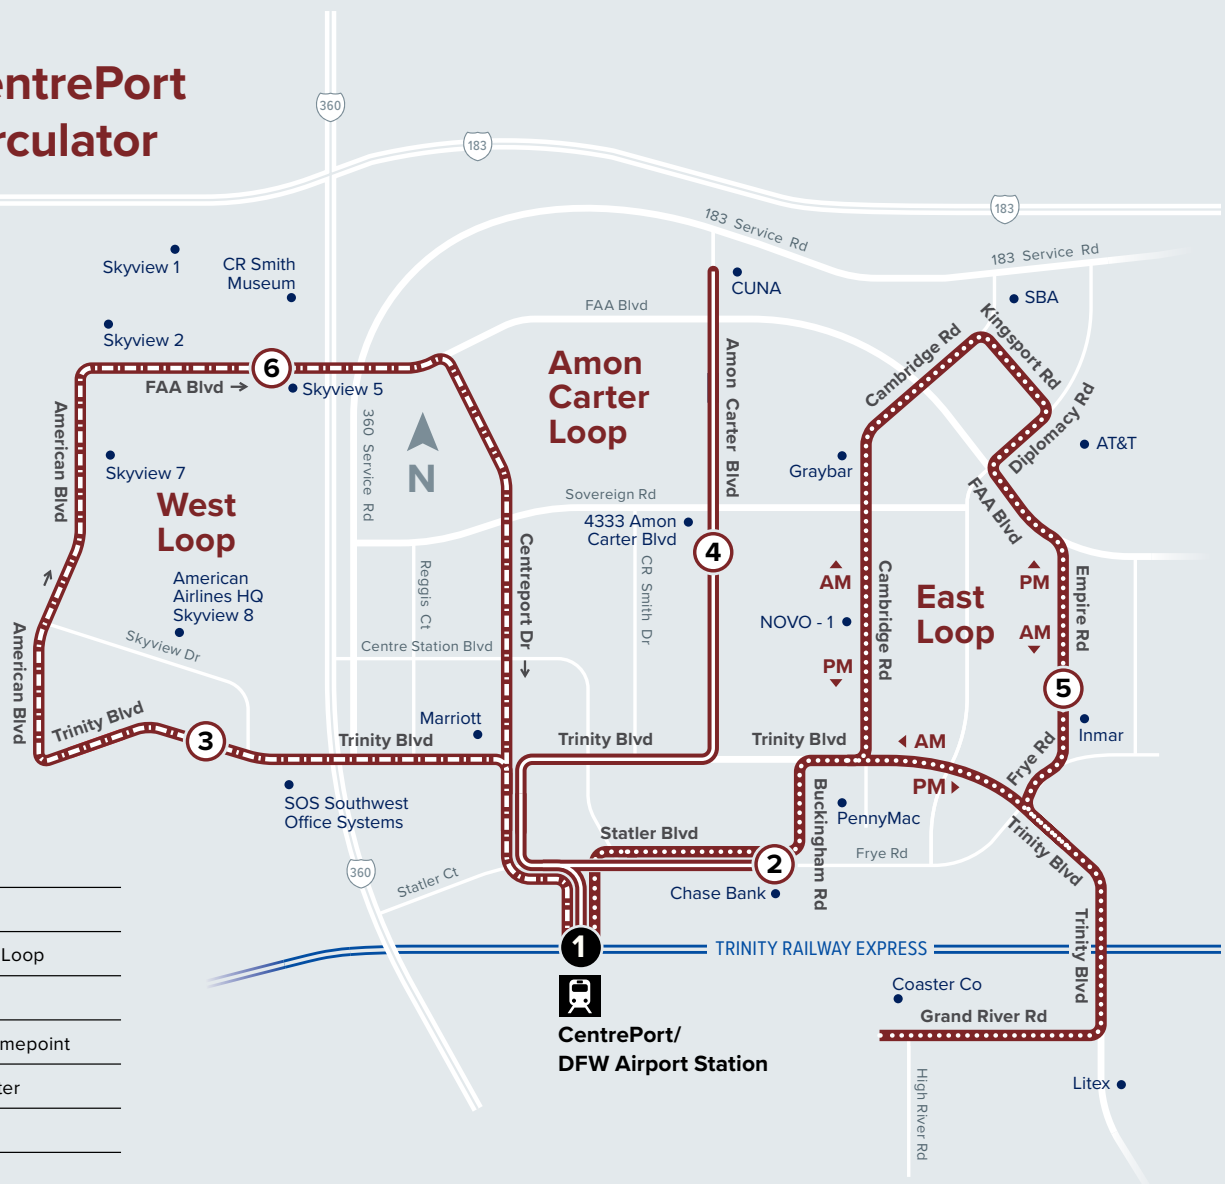 entrePort
rculator
360
183
183
183 Service Rd
183 Service Rd
Skyview 1
CR Smith
Museum
CUNA
SBA
FAA Blvd
Skyview 2
Kingsport Rd
Cambridge Rd
Amon
Carter
Loop
6
FAA Blvd →
Skyview 5
American Blvd
360 Service Rd
N
Amon Carter Blvd
Diplomacy Rd
AT&T
Graybar
Skyview 7
FAA Blvd
West
Loop
Sovereign Rd
4333 Amon
Carter Blvd
4
Centreport Dr →
Reggis Ct
CR Smith Dr
American
Airlines HQ
Skyview 8
AM
Cambridge Rd
East
Loop
PM
Empire Rd
NOVO - 1
AM
American Blvd
Skyview Dr
Centre Station Blvd
PM
5
Trinity Blvd
3
Marriott
Trinity Blvd
Trinity Blvd
Trinity Blvd
AM
Inmar
Frye Rd
PM
SOS Southwest
Office Systems
Buckingham Rd
PennyMac
Statler Blvd
Trinity Blvd
2
Frye Rd
360
Statler Ct
Chase Bank
Trinity Blvd
Loop
1
TRINITY RAILWAY EXPRESS
Coaster Co
Grand River Rd
CentrePort/
DFW Airport Station
mepoint
ter
High River Rd
Litex